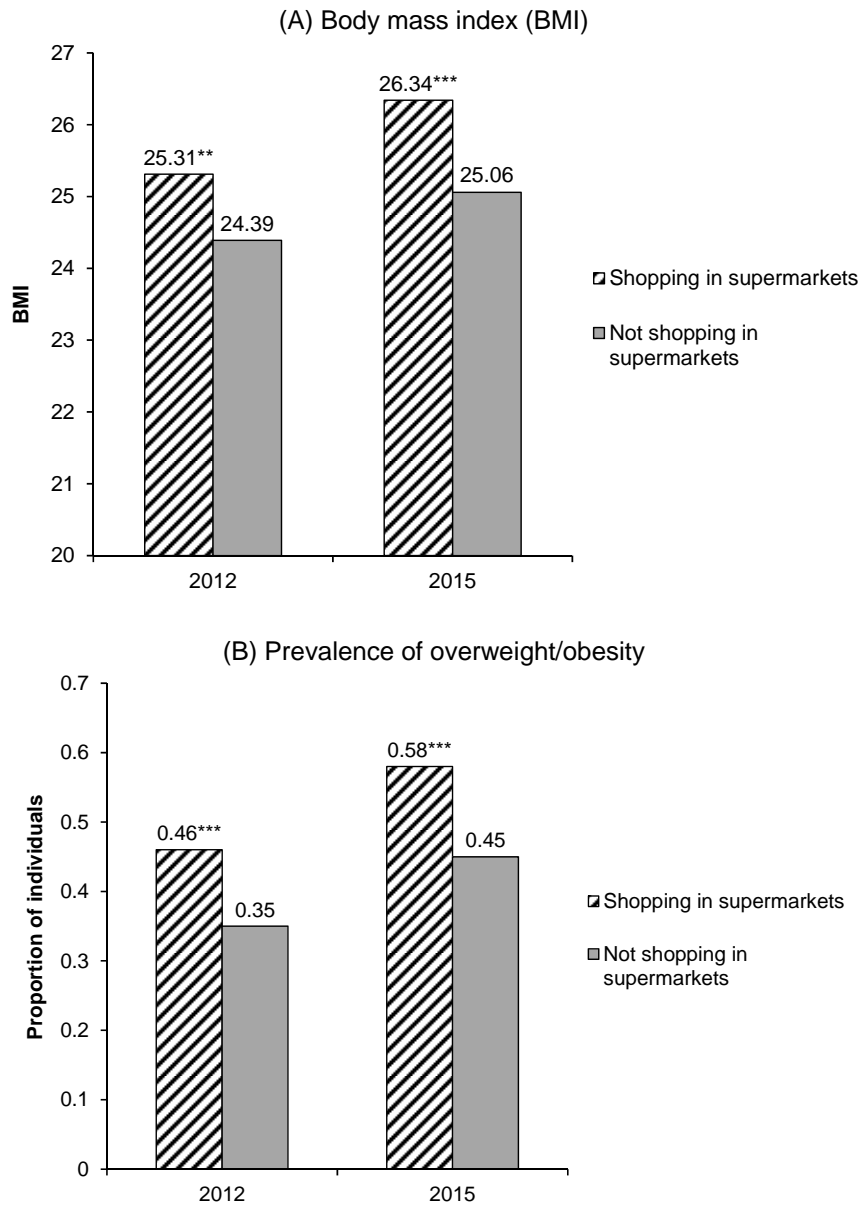 (A) Body mass index (BMI)
27
26
25
24
23
22
21
20
BMI
25.31**
24.39
26.34***
25.06
2012
2015
Shopping in supermarkets
Not shopping in
supermarkets
(B) Prevalence of overweight/obesity
0.7
0.6
0.5
0.4
0.3
0.2
0.1
0
Proportion of individuals
0.46***
0.35
0.58***
0.45
2012
2015
Shopping in supermarkets
Not shopping in
supermarkets